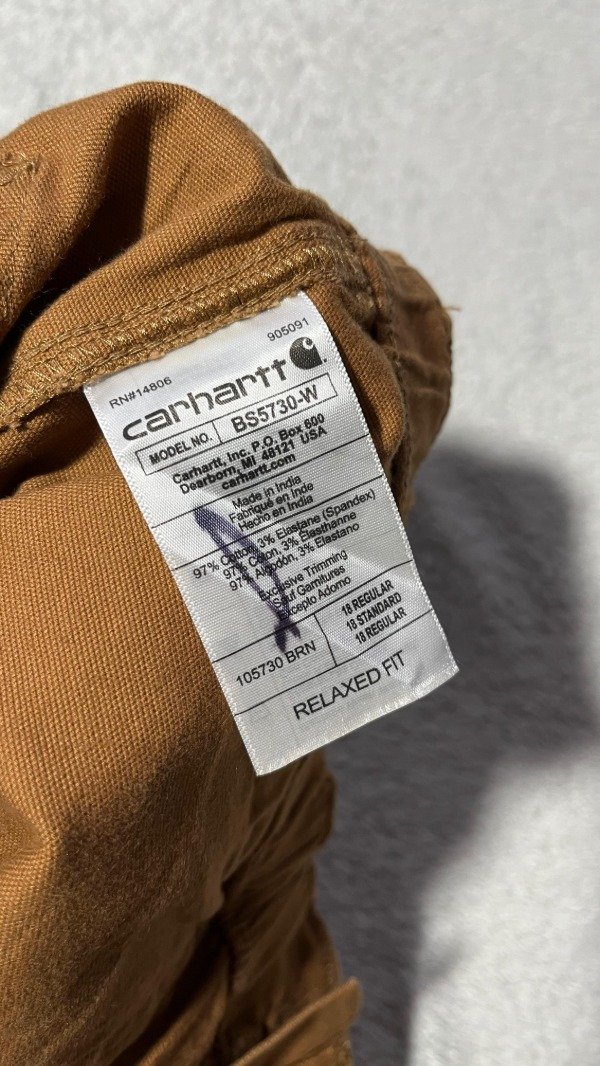 RN#14806
905091
carhartt
MODEL NO. BS5730-W
Carhartt, Inc. P.O. Box 600
Dearborn, MI 48121 USA
carhartt.com
Made in India
Fabriqué en Inde
Hecho en India
97% Cotton, 3% Elastane (Spandex)
97% Coton, 3% Élasthanne
97% Algodón, 3% Elastano
Exclusive Trimming
Sauf Garnitures
Excepto Adorno
105730 BRN
18 REGULAR
18 STANDARD
18 REGULAR
RELAXED FIT